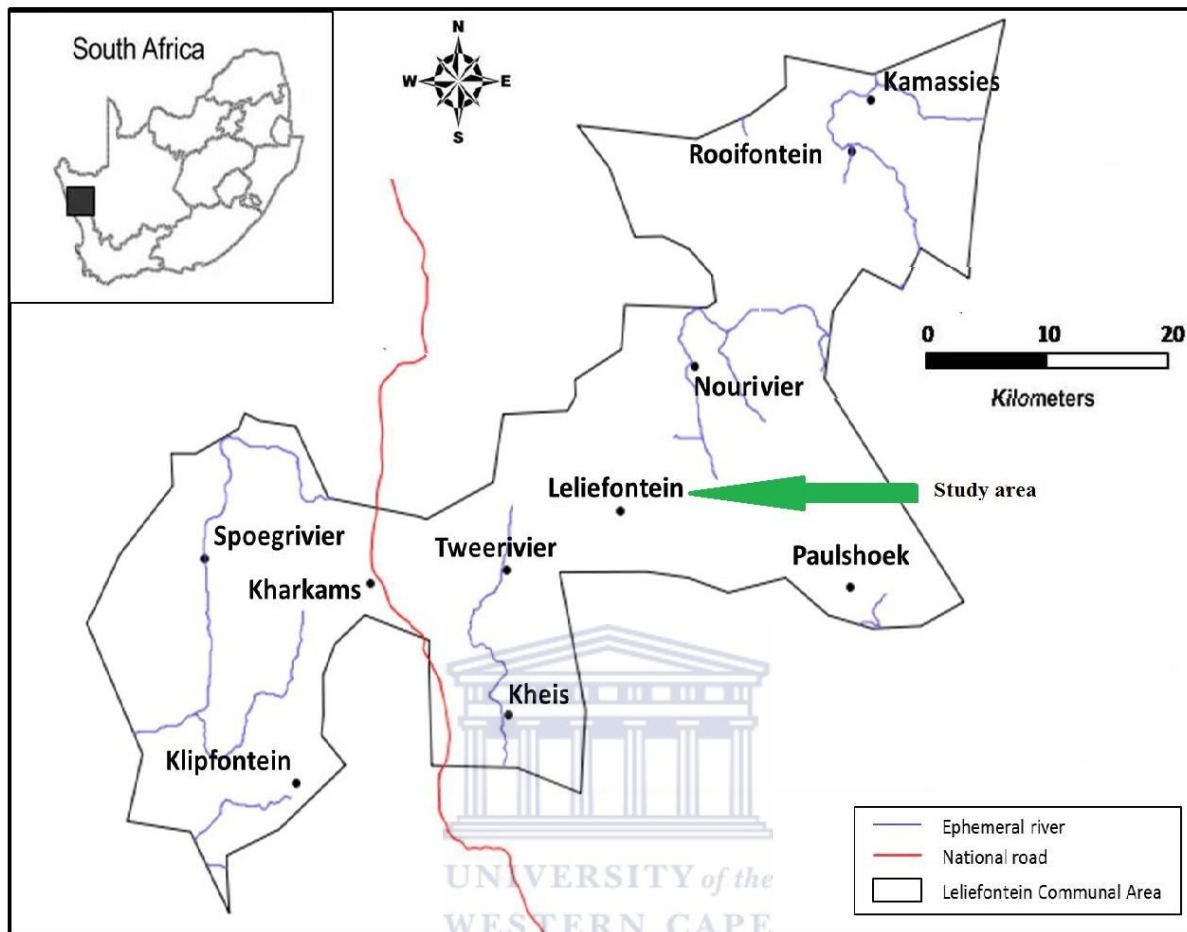 South Africa
N
W E
S
Kamassies
Rooifontein
0 10 20
Kilometers
Nourivier
Leliefontein
Study area
Spoegrivier
Tweerivier
Paulshoek
Kharkams
Kheis
Klipfontein
Ephemeral river
National road
Leliefontein Communal Area
UNIVERSITY of the
WESTERN CAPE